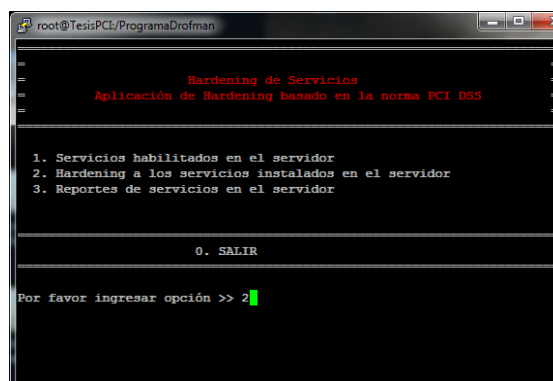 root@TesisPCI:/ProgramaDrofman
Hardening de Servicios
Aplicación de Hardening basado en la norma PCI DSS
1. Servicios habilitados en el servidor
2. Hardening a los servicios instalados en el servidor
3. Reportes de servicios en el servidor
0. SALIR
Por favor ingresar opción >> 2